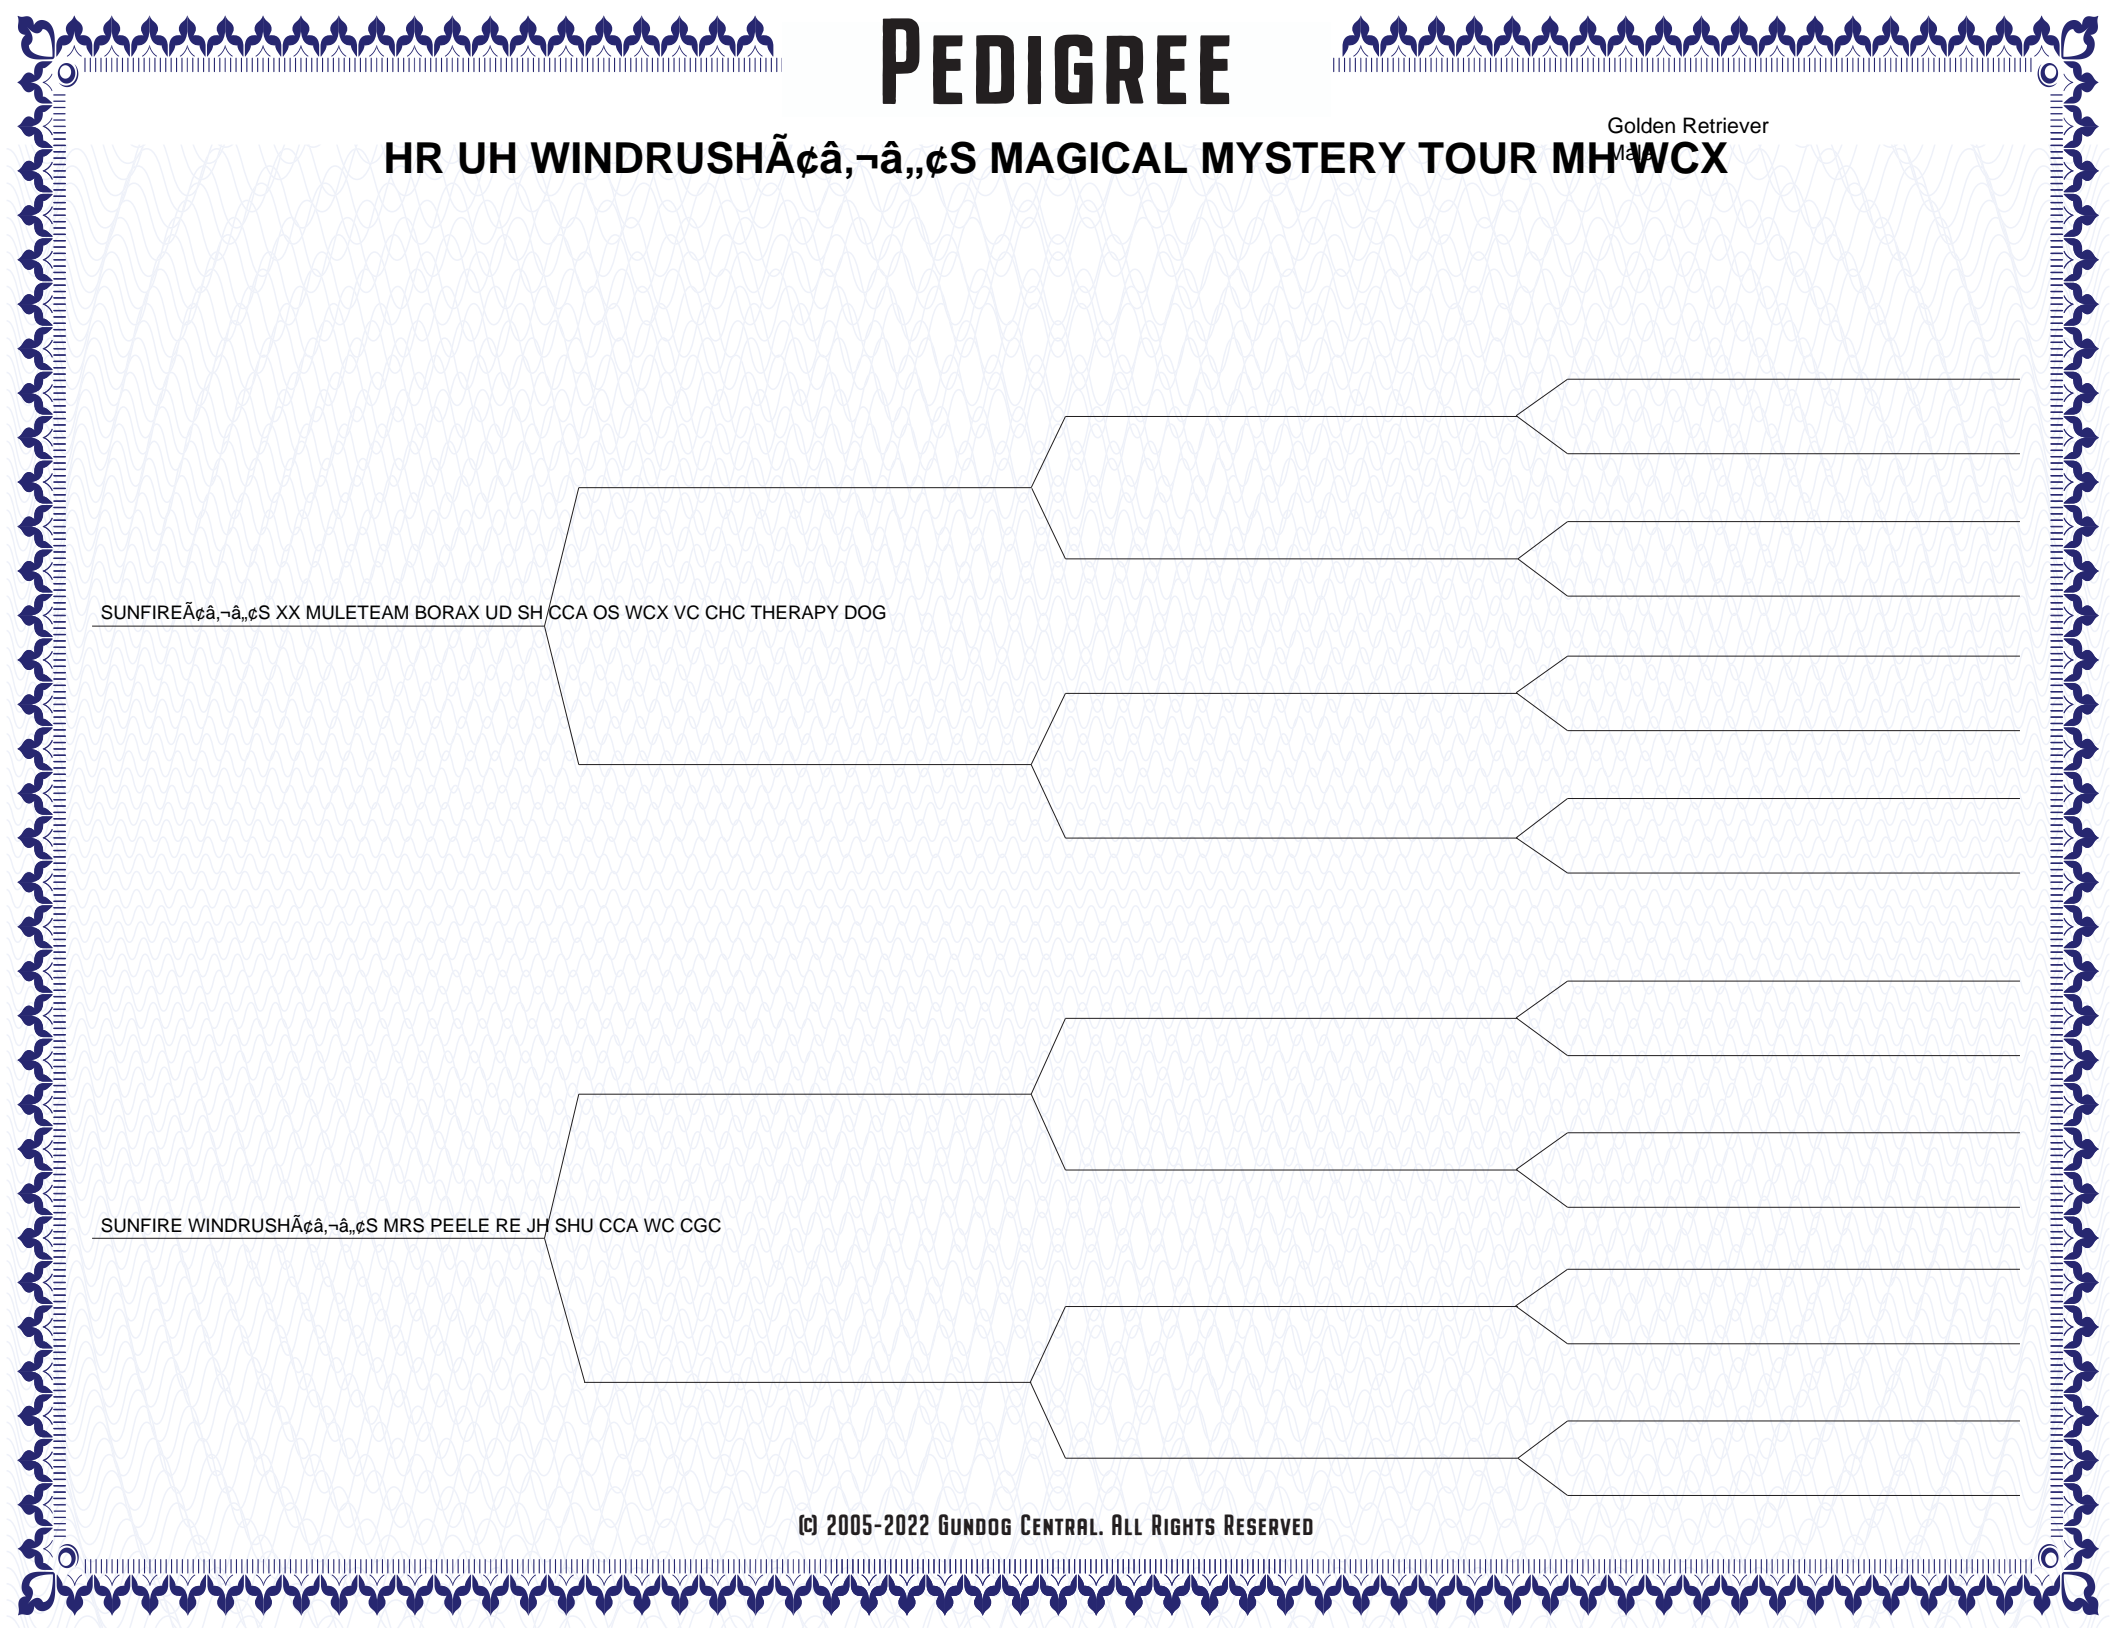 PEDIGREE
Golden Retriever
Male
HR UH WINDRUSHÃ¢â‚¬â„¢S MAGICAL MYSTERY TOUR MH WCX
SUNFIREÃ¢â‚¬â„¢S XX MULETEAM BORAX UD SH CCA OS WCX VC CHC THERAPY DOG
SUNFIRE WINDRUSHÃ¢â‚¬â„¢S MRS PEELE RE JH SHU CCA WC CGC
(C) 2005-2022 GUNDOG CENTRAL. ALL RIGHTS RESERVED